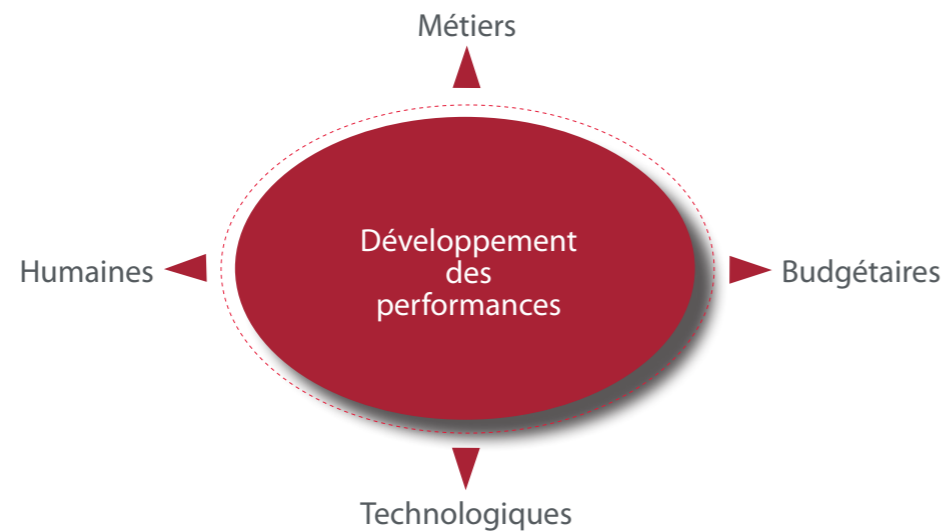 Métiers
Développement
des
performances
Humaines
Budgétaires
Technologiques